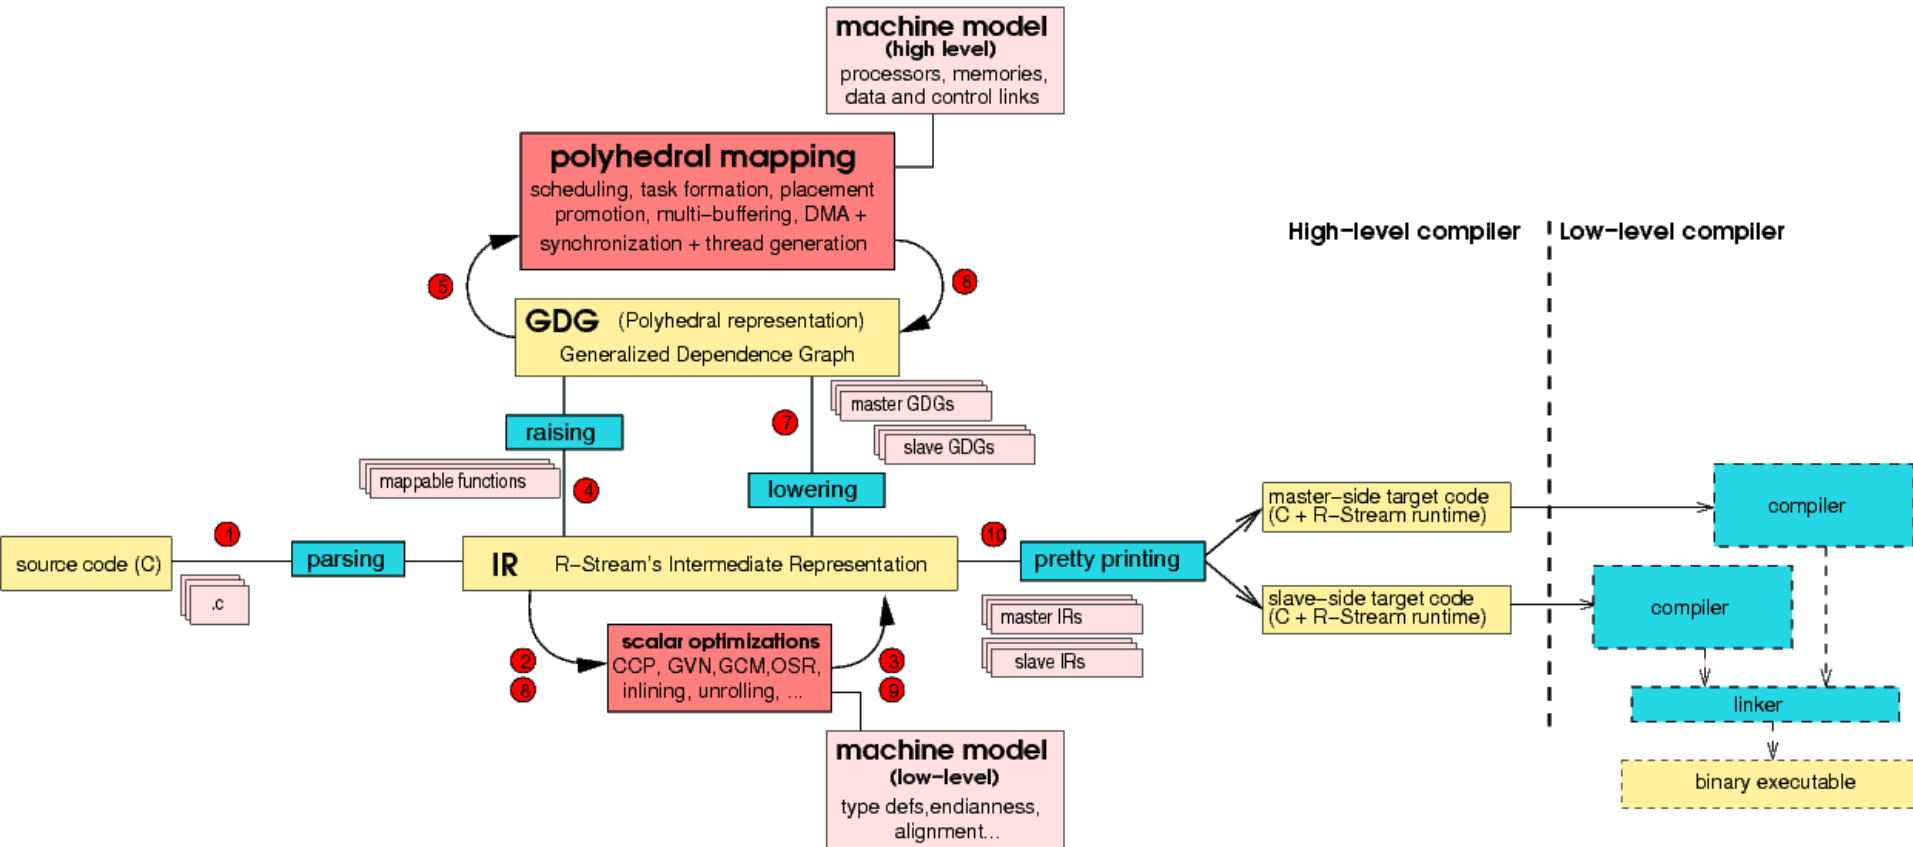 machine model
(high level)
processors, memories,
data and control links
polyhedral mapping
scheduling, task formation, placement
promotion, multi-buffering, DMA +
synchronization + thread generation
High-level compiler
Low-level compiler
5
6
GDG (Polyhedral representation)
Generalized Dependence Graph
master GDGs
slave GDGs
7
raising
mappable functions
4
lowering
master-side target code
(C + R-Stream runtime)
compiler
1
10
source code (C)
.c
parsing
IR R-Stream's Intermediate Representation
pretty printing
slave-side target code
(C + R-Stream runtime)
compiler
master IRs
slave IRs
scalar optimizations
CCP, GVN,GCM,OSR,
inlining, unrolling, ...
2
8
3
9
linker
machine model
(low-level)
type defs,endianness,
alignment...
binary executable